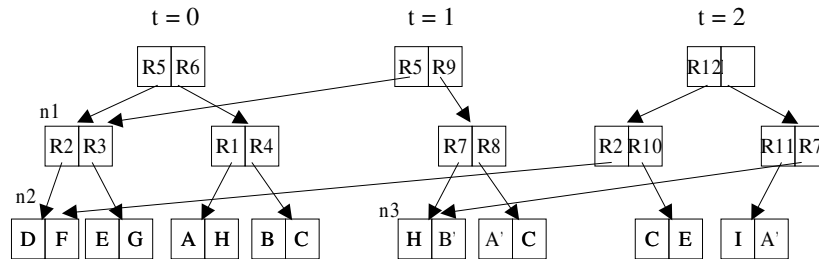 t = 0 t = 1 t = 2
R5 R6 R5 R9 R12
n1
R2 R3 R1 R4 R7 R8 R2 R10 R11 R7
n2 n3
D F E G A H B C H B' A' C C E I A'